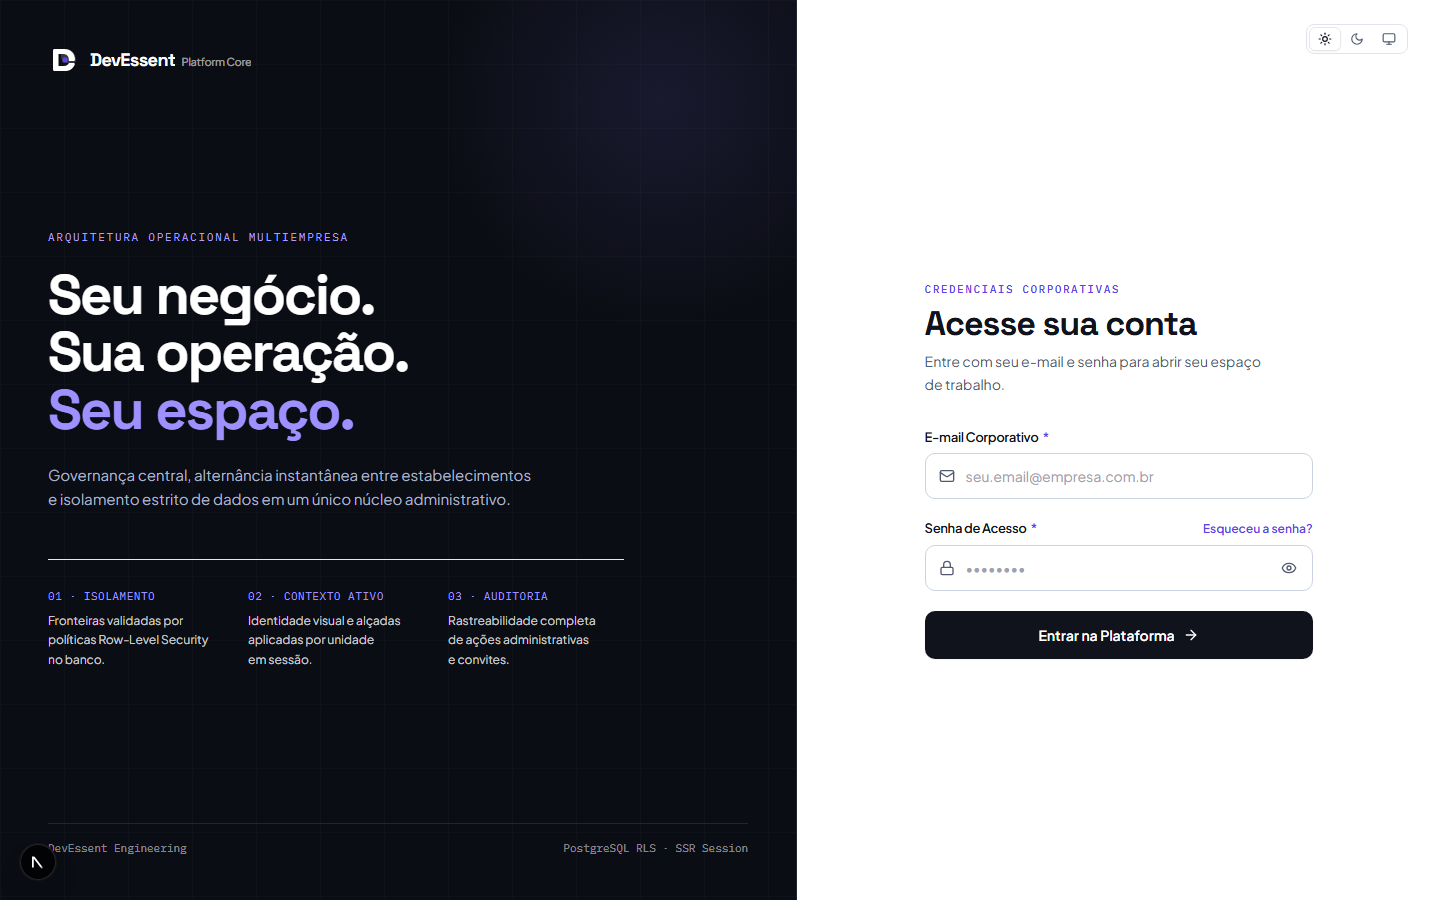 DevEssent Platform Core
ARQUITETURA OPERACIONAL MULTIEMPRESA
Seu negócio.
Sua operação.
Seu espaço.
Governança central, alternância instantânea entre estabelecimentos
e isolamento estrito de dados em um único núcleo administrativo.
01 · ISOLAMENTO
Fronteiras validadas por
políticas Row-Level Security
no banco.
02 · CONTEXTO ATIVO
Identidade visual e alçadas
aplicadas por unidade
em sessão.
03 · AUDITORIA
Rastreabilidade completa
de ações administrativas
e convites.
DevEssent Engineering
PostgreSQL RLS · SSR Session
CREDENCIAIS CORPORATIVAS
Acesse sua conta
Entre com seu e-mail e senha para abrir seu espaço
de trabalho.
E-mail Corporativo *
seu.email@empresa.com.br
Senha de Acesso *
Esqueceu a senha?
••••••••
Entrar na Plataforma →